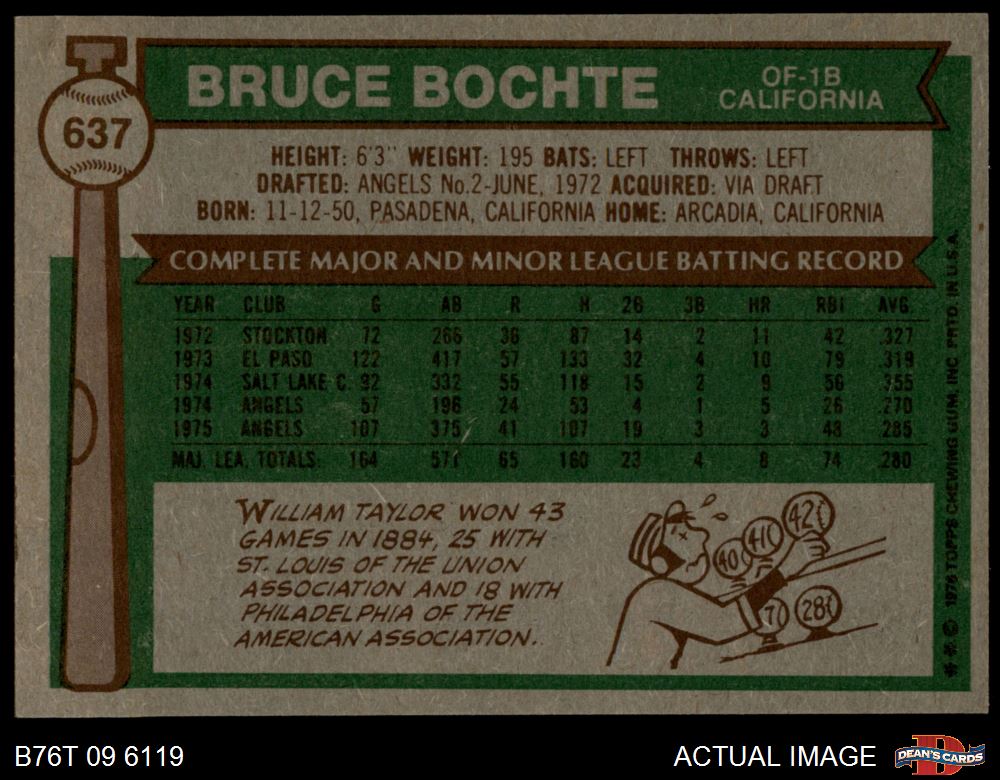 637
BRUCE BOCHTE
OF-1B
CALIFORNIA
HEIGHT: 6'3" WEIGHT: 195 BATS: LEFT THROWS: LEFT
DRAFTED: ANGELS No.2-JUNE, 1972 ACQUIRED: VIA DRAFT
BORN: 11-12-50, PASADENA, CALIFORNIA HOME: ARCADIA, CALIFORNIA
COMPLETE MAJOR AND MINOR LEAGUE BATTING RECORD
YEAR CLUB G AB R H 2B 3B HR RBI AVG.
1972 STOCKTON 72 266 38 87 14 2 11 42 .327
1973 EL PASO 122 417 57 133 32 4 10 79 .319
1974 SALT LAKE C. 92 332 55 118 15 2 9 50 .355
1974 ANGELS 57 196 24 53 4 1 5 26 .270
1975 ANGELS 107 375 41 107 19 3 3 48 .285
MAJ. LEA. TOTALS: 164 571 65 160 23 4 8 74 .280
WILLIAM TAYLOR WON 43
GAMES IN 1884, 25 WITH
ST. LOUIS OF THE UNION
ASSOCIATION AND 18 WITH
PHILADELPHIA OF THE
AMERICAN ASSOCIATION.
40
41
42
7
28
*** © 1976 TOPPS CHEWING GUM, INC. PRTD. IN U.S.A.
B76T 09 6119
ACTUAL IMAGE
D
DEAN'S CARDS